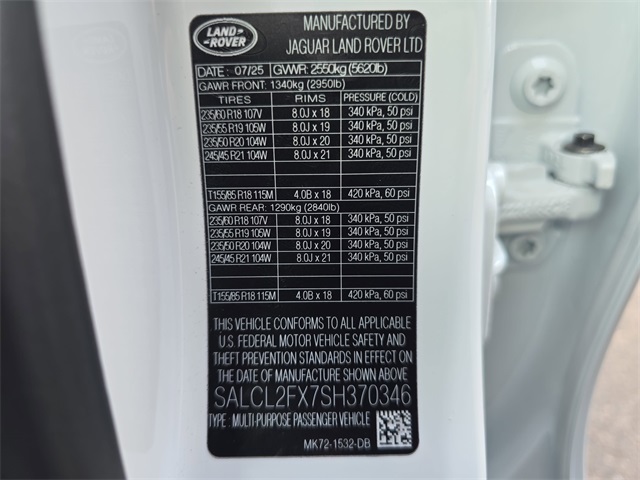 LAND ROVER
MANUFACTURED BY
JAGUAR LAND ROVER LTD
DATE: 07/25 GVWR: 2550kg (5620lb)
GAWR FRONT: 1340kg (2950lb)
TIRES RIMS PRESSURE (COLD)
235/60 R18 107V 8.0J x 18 340 kPa, 50 psi
235/55 R19 105W 8.0J x 19 340 kPa, 50 psi
235/50 R20 104W 8.0J x 20 340 kPa, 50 psi
245/45 R21 104W 8.0J x 21 340 kPa, 50 psi
T155/85 R18 115M 4.0B x 18 420 kPa, 60 psi
GAWR REAR: 1290kg (2840lb)
235/60 R18 107V 8.0J x 18 340 kPa, 50 psi
235/55 R19 105W 8.0J x 19 340 kPa, 50 psi
235/50 R20 104W 8.0J x 20 340 kPa, 50 psi
245/45 R21 104W 8.0J x 21 340 kPa, 50 psi
T155/85 R18 115M 4.0B x 18 420 kPa, 60 psi
THIS VEHICLE CONFORMS TO ALL APPLICABLE
U.S. FEDERAL MOTOR VEHICLE SAFETY AND
THEFT PREVENTION STANDARDS IN EFFECT ON
THE DATE OF MANUFACTURE SHOWN ABOVE
SALCL2FX7SH370346
TYPE: MULTI-PURPOSE PASSENGER VEHICLE
MK72-1532-DB